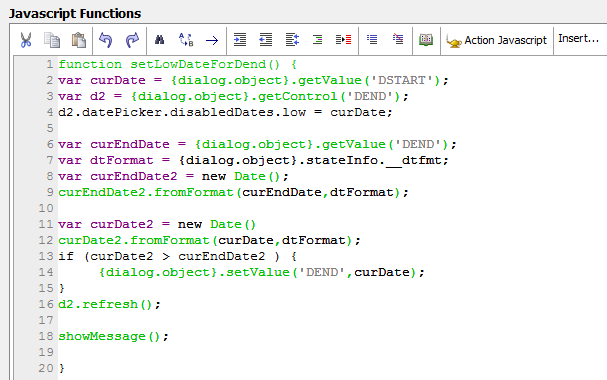 Javascript Functions
Action Javascript Insert...
1 function setLowDateForDend() {
2 var curDate = {dialog.object}.getValue('DSTART');
3 var d2 = {dialog.object}.getControl('DEND');
4 d2.datePicker.disabledDates.low = curDate;
5
6 var curEndDate = {dialog.object}.getValue('DEND');
7 var dtFormat = {dialog.object}.stateInfo.__dtfmt;
8 var curEndDate2 = new Date();
9 curEndDate2.fromFormat(curEndDate,dtFormat);
10
11 var curDate2 = new Date()
12 curDate2.fromFormat(curDate,dtFormat);
13 if (curDate2 > curEndDate2 ) {
14 {dialog.object}.setValue('DEND',curDate);
15 }
16 d2.refresh();
17
18 showMessage();
19
20 }